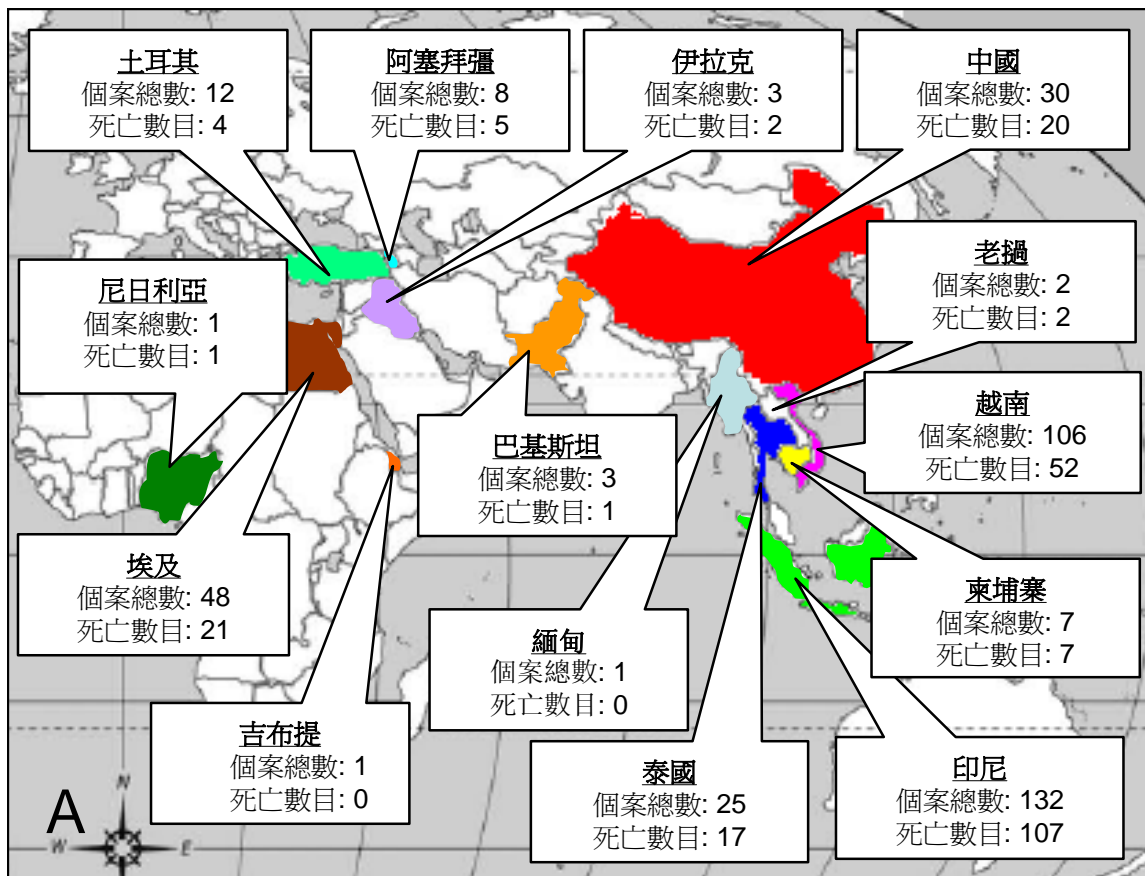 土耳其
個案總數: 12
死亡數目: 4
阿塞拜彊
個案總數: 8
死亡數目: 5
伊拉克
個案總數: 3
死亡數目: 2
中國
個案總數: 30
死亡數目: 20
老撾
個案總數: 2
死亡數目: 2
尼日利亞
個案總數: 1
死亡數目: 1
越南
個案總數: 106
死亡數目: 52
巴基斯坦
個案總數: 3
死亡數目: 1
埃及
個案總數: 48
死亡數目: 21
柬埔寨
個案總數: 7
死亡數目: 7
緬甸
個案總數: 1
死亡數目: 0
吉布提
個案總數: 1
死亡數目: 0
泰國
個案總數: 25
死亡數目: 17
印尼
個案總數: 132
死亡數目: 107
A
N
W
E